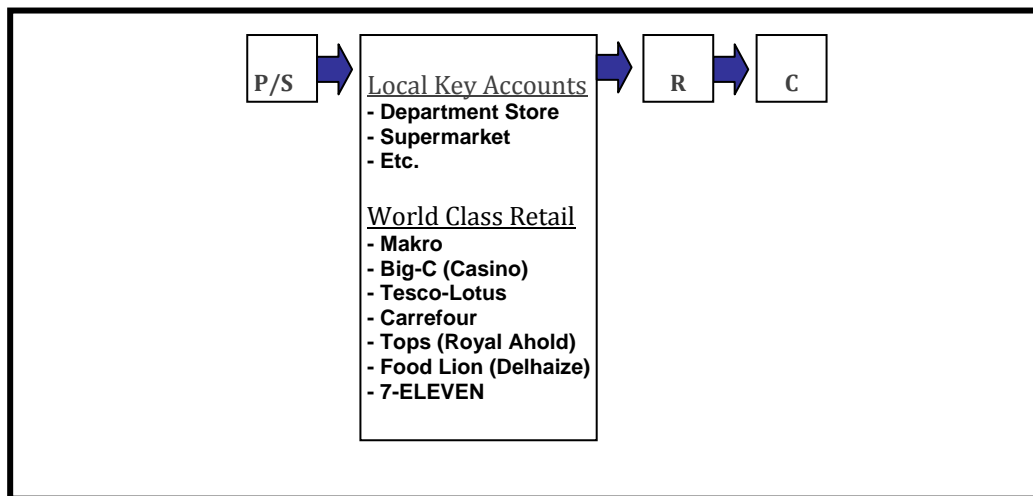 P/S
Local Key Accounts
- Department Store
- Supermarket
- Etc.
World Class Retail
- Makro
- Big-C (Casino)
- Tesco-Lotus
- Carrefour
- Tops (Royal Ahold)
- Food Lion (Delhaize)
- 7-ELEVEN
R
C